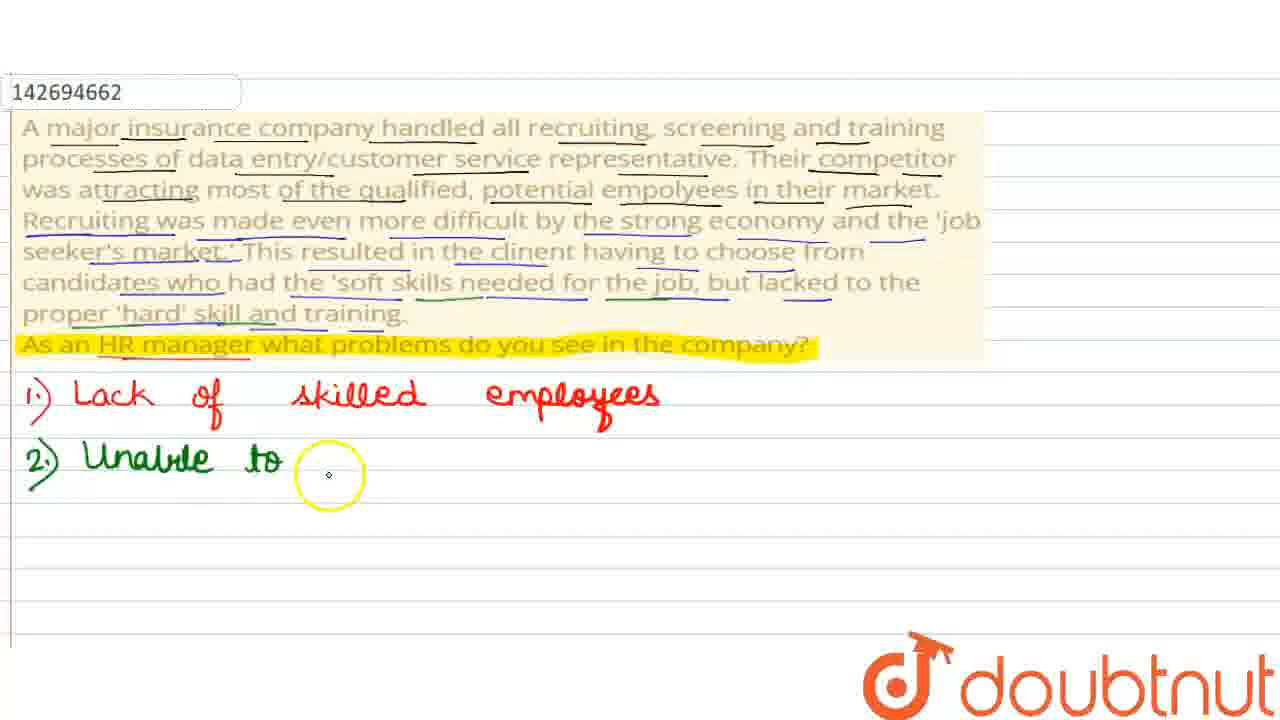 142694662
A major insurance company handled all recruiting, screening and training
processes of data entry/customer service representative. Their competitor
was attracting most of the qualified, potential empolyees in their market.
Recruiting was made even more difficult by the strong economy and the 'job
seeker's market.' This resulted in the clinent having to choose from
candidates who had the 'soft skills needed for the job, but lacked to the
proper 'hard' skill and training.
As an HR manager what problems do you see in the company?
1.) Lack of skilled employees
2.) Unable to
doubtnut